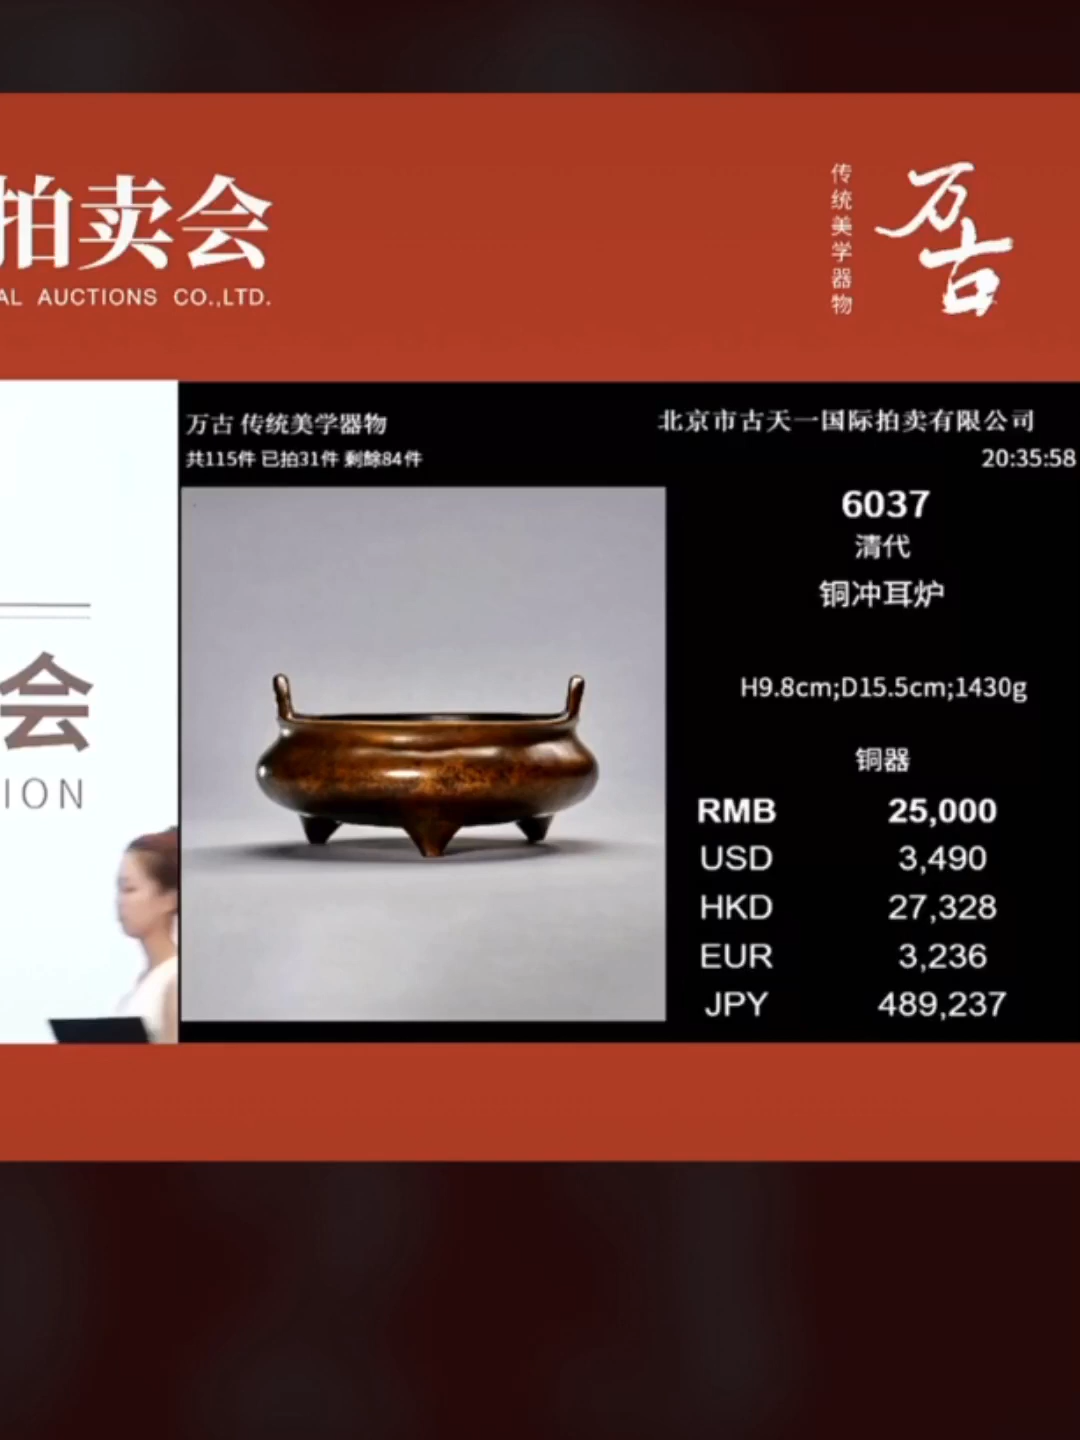 拍卖会
AL AUCTIONS CO.,LTD.
传统美学器物
万古
万古 传统美学器物
共115件 已拍31件 剩餘84件
北京市古天一国际拍卖有限公司
20:35:58
6037
清代
铜冲耳炉
H9.8cm;D15.5cm;1430g
铜器
RMB 25,000
USD 3,490
HKD 27,328
EUR 3,236
JPY 489,237
会
ION